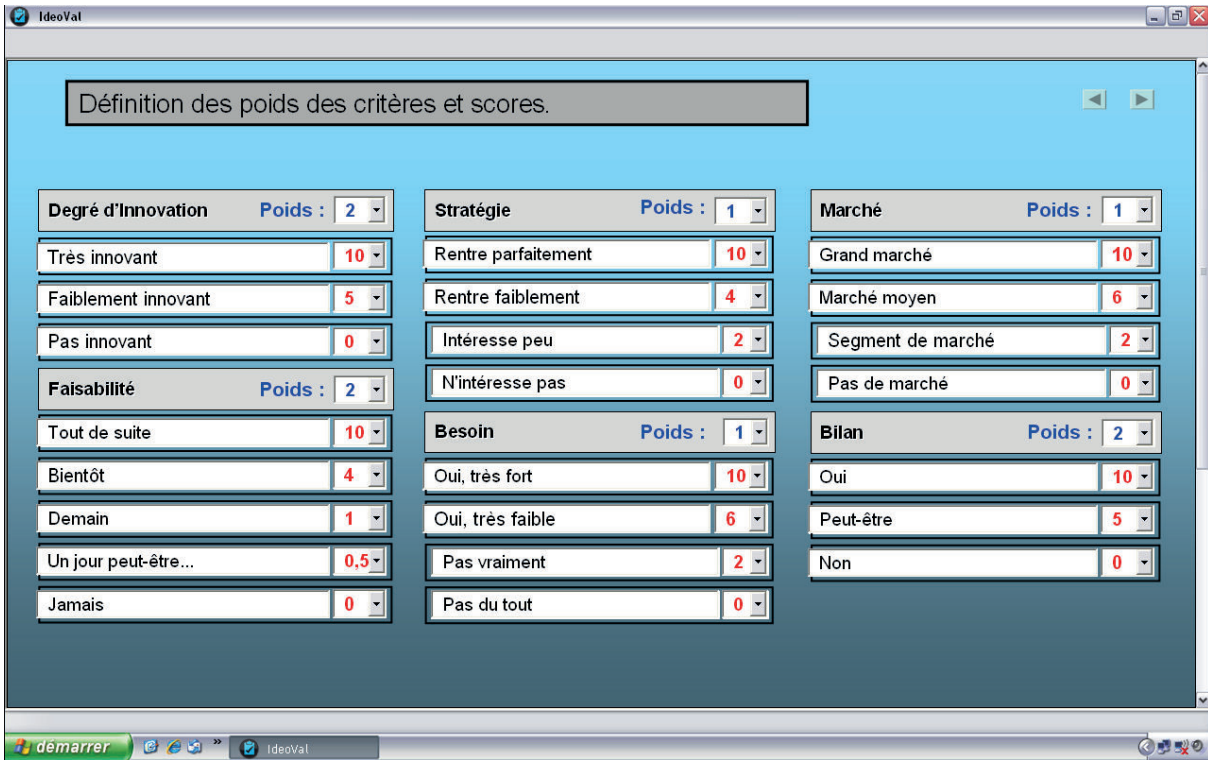 IdeoVal
Définition des poids des critères et scores.
Degré d'Innovation Poids : 2
Très innovant 10
Faiblement innovant 5
Pas innovant 0
Faisabilité Poids : 2
Tout de suite 10
Bientôt 4
Demain 1
Un jour peut-être... 0,5
Jamais 0
Stratégie Poids : 1
Rentre parfaitement 10
Rentre faiblement 4
Intéresse peu 2
N'intéresse pas 0
Besoin Poids : 1
Oui, très fort 10
Oui, très faible 6
Pas vraiment 2
Pas du tout 0
Marché Poids : 1
Grand marché 10
Marché moyen 6
Segment de marché 2
Pas de marché 0
Bilan Poids : 2
Oui 10
Peut-être 5
Non 0
démarrer » IdeoVal